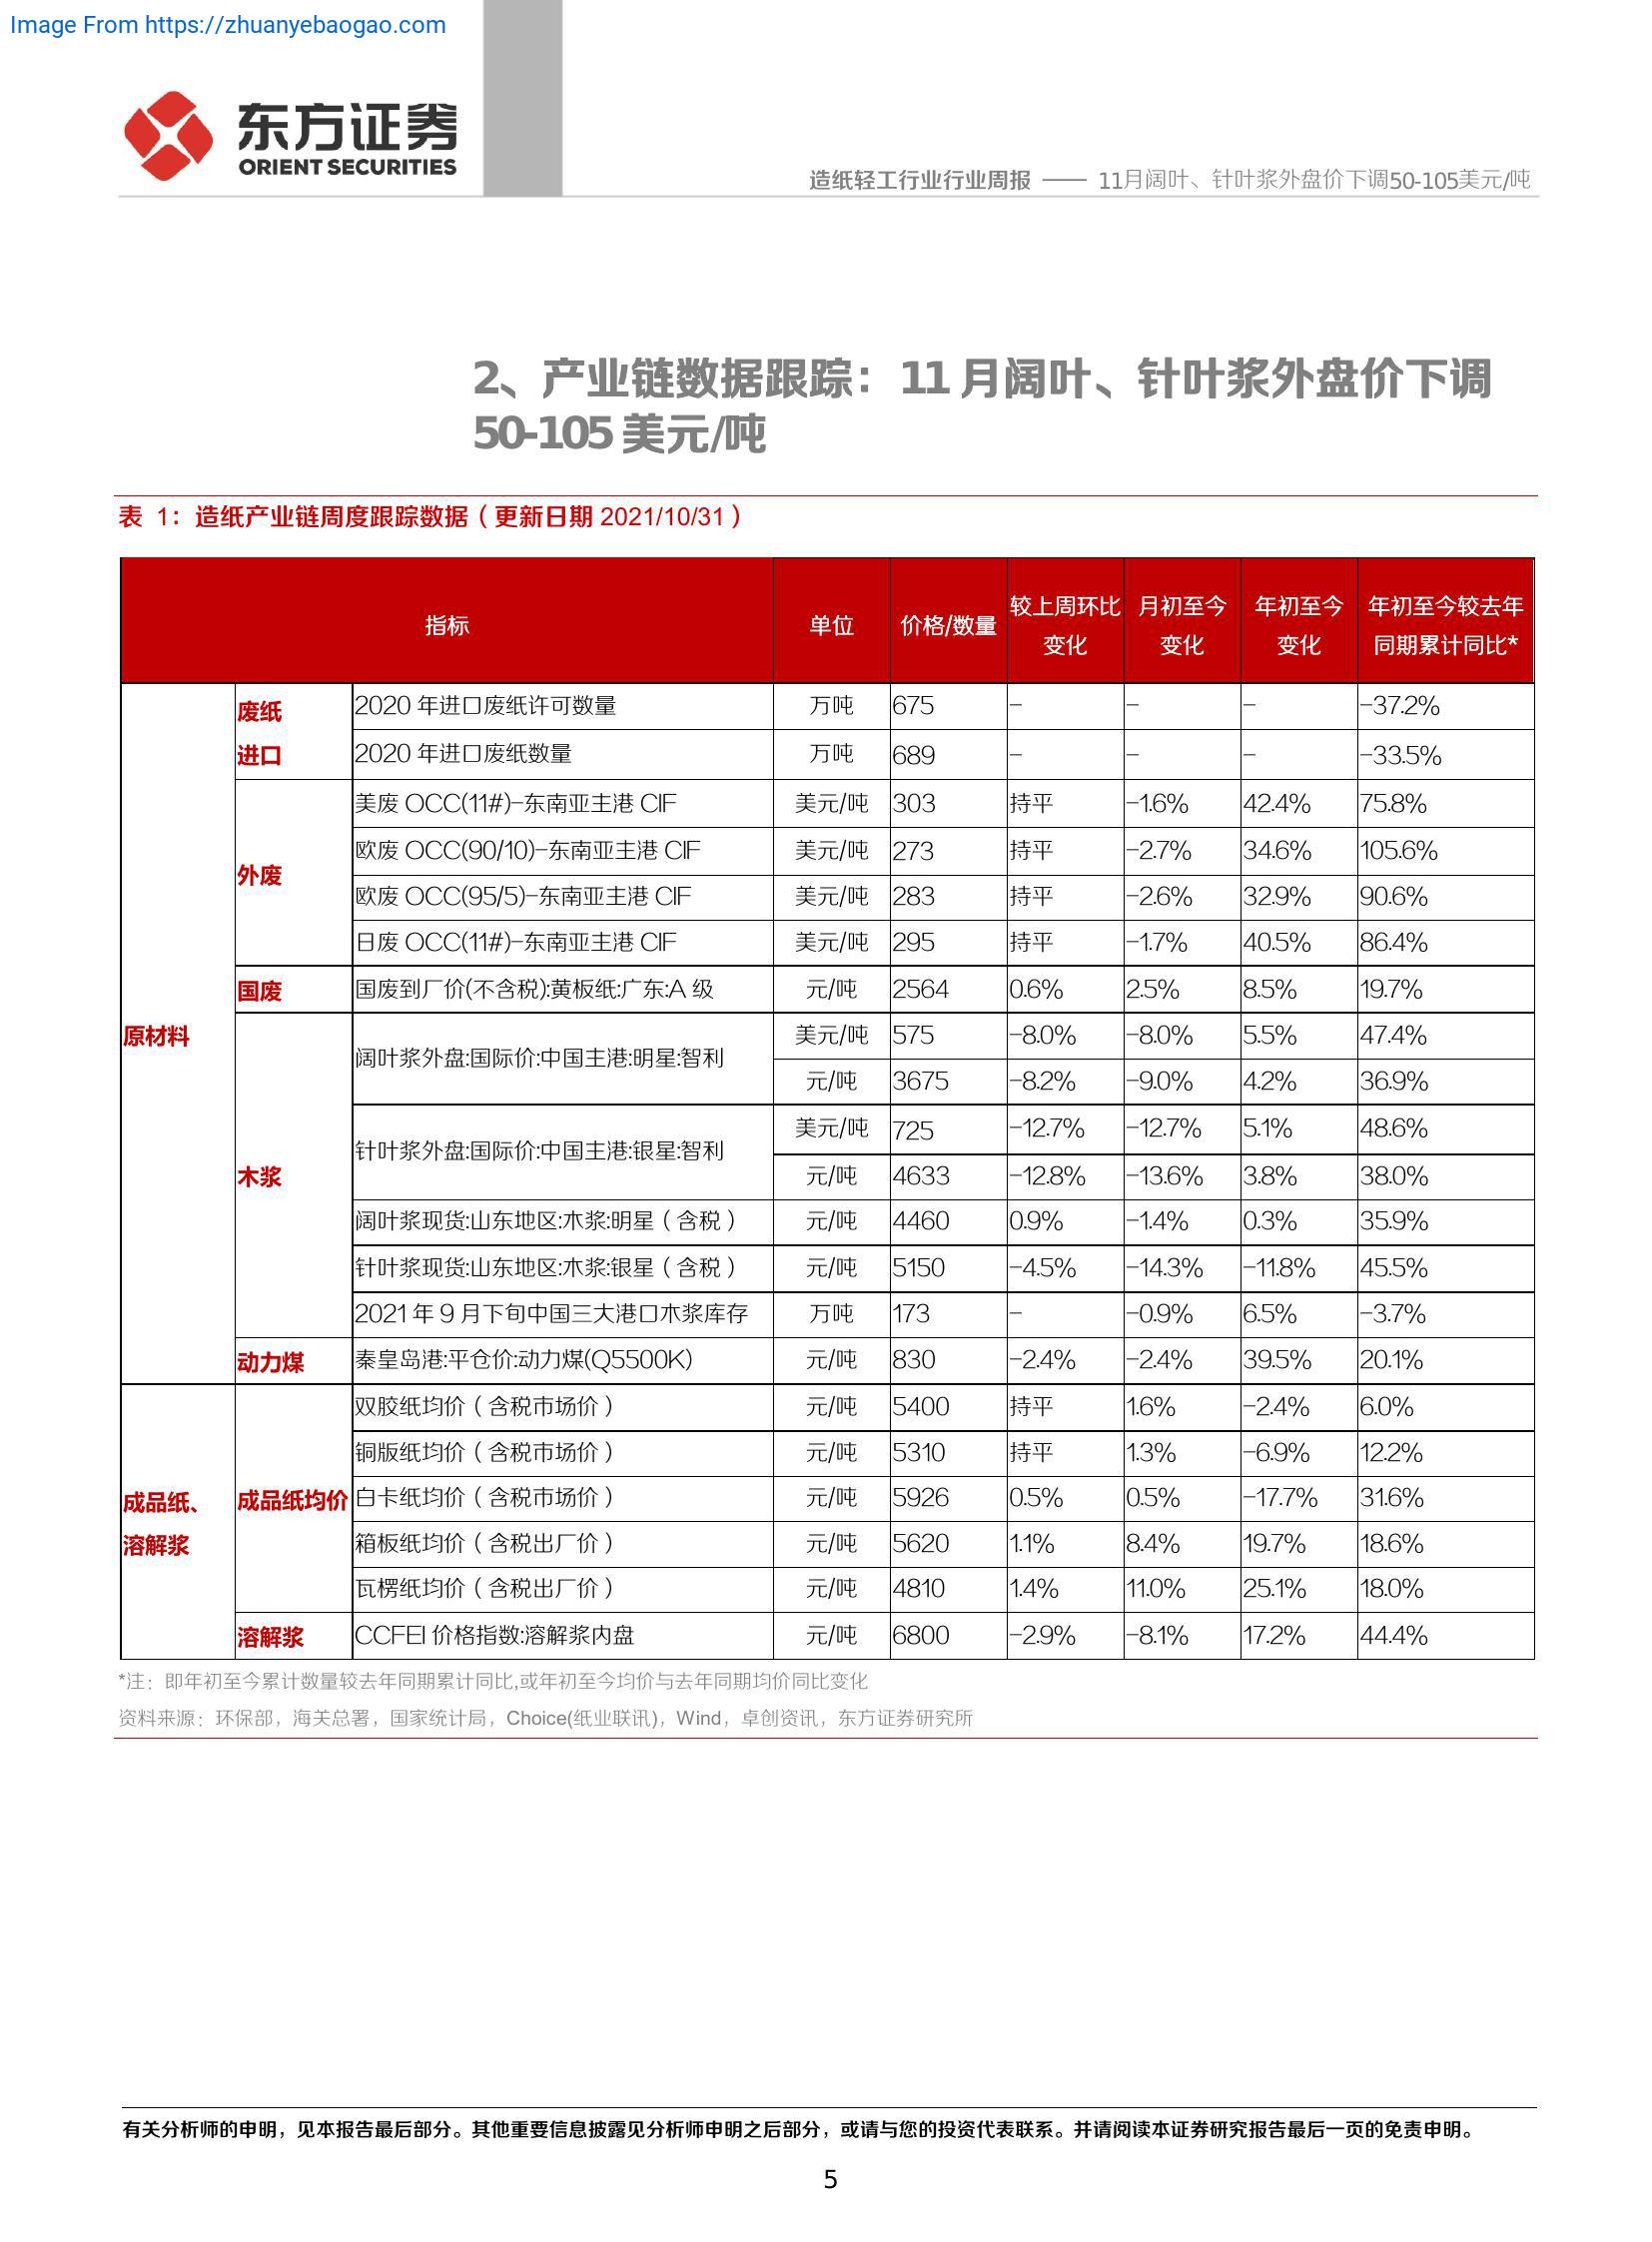 Image From https://zhuanyebaogao.com
东方证券
ORIENT SECURITIES
造纸轻工行业行业周报 —— 11月阔叶、针叶浆外盘价下调50-105美元/吨
2、产业链数据跟踪：11 月阔叶、针叶浆外盘价下调
50-105 美元/吨
表 1：造纸产业链周度跟踪数据（更新日期 2021/10/31）
指标 单位 价格/数量 较上周环比变化 月初至今变化 年初至今变化 年初至今较去年同期累计同比*
原材料
废纸进口
2020 年进口废纸许可数量 万吨 675 – – – –37.2%
2020 年进口废纸数量 万吨 689 – – – –33.5%
外废
美废 OCC(11#)–东南亚主港 CIF 美元/吨 303 持平 –1.6% 42.4% 75.8%
欧废 OCC(90/10)–东南亚主港 CIF 美元/吨 273 持平 –2.7% 34.6% 105.6%
欧废 OCC(95/5)–东南亚主港 CIF 美元/吨 283 持平 –2.6% 32.9% 90.6%
日废 OCC(11#)–东南亚主港 CIF 美元/吨 295 持平 –1.7% 40.5% 86.4%
国废 国废到厂价(不含税):黄板纸:广东:A 级 元/吨 2564 0.6% 2.5% 8.5% 19.7%
木浆
阔叶浆外盘:国际价:中国主港:明星:智利 美元/吨 575 –8.0% –8.0% 5.5% 47.4%
元/吨 3675 –8.2% –9.0% 4.2% 36.9%
针叶浆外盘:国际价:中国主港:银星:智利 美元/吨 725 –12.7% –12.7% 5.1% 48.6%
元/吨 4633 –12.8% –13.6% 3.8% 38.0%
阔叶浆现货:山东地区:木浆:明星（含税） 元/吨 4460 0.9% –1.4% 0.3% 35.9%
针叶浆现货:山东地区:木浆:银星（含税） 元/吨 5150 –4.5% –14.3% –11.8% 45.5%
2021 年 9 月下旬中国三大港口木浆库存 万吨 173 – –0.9% 6.5% –3.7%
动力煤 秦皇岛港:平仓价:动力煤(Q5500K) 元/吨 830 –2.4% –2.4% 39.5% 20.1%
成品纸、溶解浆
成品纸均价
双胶纸均价（含税市场价） 元/吨 5400 持平 1.6% –2.4% 6.0%
铜版纸均价（含税市场价） 元/吨 5310 持平 1.3% –6.9% 12.2%
白卡纸均价（含税市场价） 元/吨 5926 0.5% 0.5% –17.7% 31.6%
箱板纸均价（含税出厂价） 元/吨 5620 1.1% 8.4% 19.7% 18.6%
瓦楞纸均价（含税出厂价） 元/吨 4810 1.4% 11.0% 25.1% 18.0%
溶解浆 CCFEI 价格指数:溶解浆内盘 元/吨 6800 –2.9% –8.1% 17.2% 44.4%
*注：即年初至今累计数量较去年同期累计同比,或年初至今均价与去年同期均价同比变化
资料来源：环保部，海关总署，国家统计局，Choice(纸业联讯)，Wind，卓创资讯，东方证券研究所
有关分析师的申明，见本报告最后部分。其他重要信息披露见分析师申明之后部分，或请与您的投资代表联系。并请阅读本证券研究报告最后一页的免责申明。
5